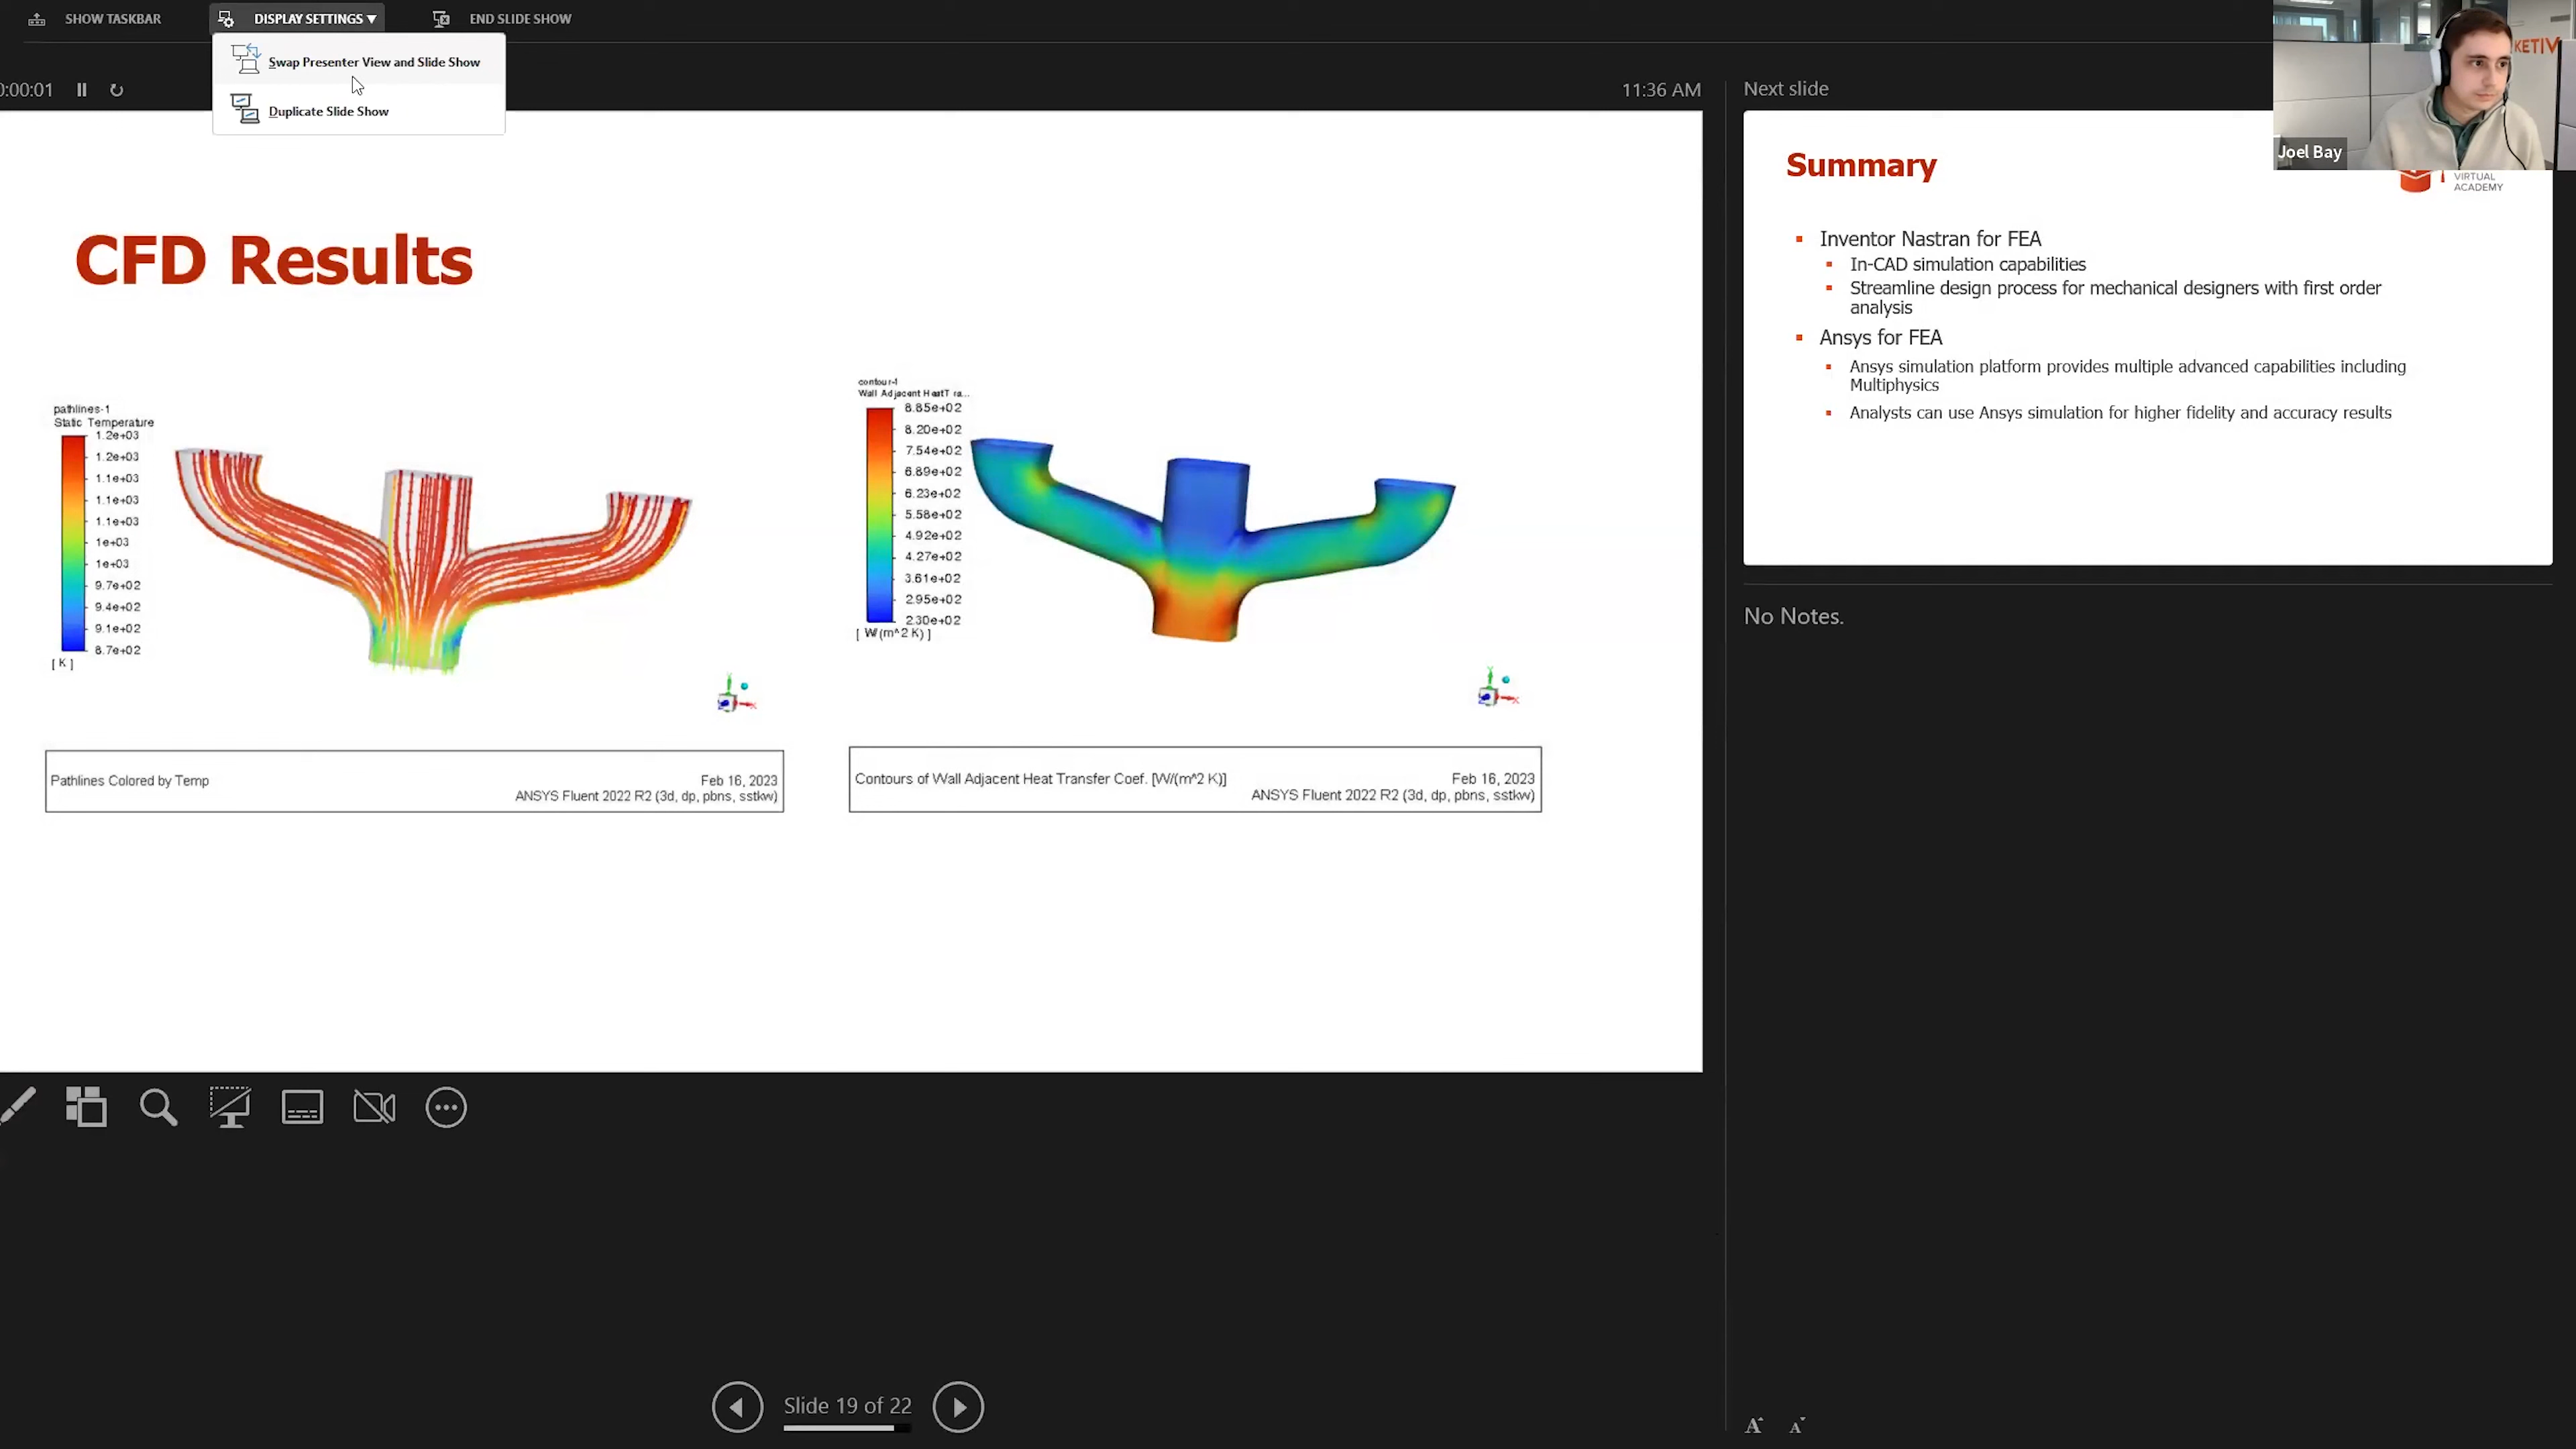 SHOW TASKBAR
DISPLAY SETTINGS ▼
END SLIDE SHOW
Swap Presenter View and Slide Show
Duplicate Slide Show
0:00:01
11:36 AM
Next slide
KETIV
Joel Bay
CFD Results
pathlines-1
Static Temperature
1.2e+03
1.2e+03
1.1e+03
1.1e+03
1.1e+03
1e+03
1e+03
9.7e+02
9.4e+02
9.1e+02
8.7e+02
[ K ]
contour-1
Wall Adjacent HeatT ra...
8.85e+02
8.20e+02
7.54e+02
6.89e+02
6.23e+02
5.58e+02
4.92e+02
4.27e+02
3.61e+02
2.95e+02
2.30e+02
[ W/(m^2 K) ]
Pathlines Colored by Temp
Feb 16, 2023
ANSYS Fluent 2022 R2 (3d, dp, pbns, sstkw)
Contours of Wall Adjacent Heat Transfer Coef. [W/(m^2 K)]
Feb 16, 2023
ANSYS Fluent 2022 R2 (3d, dp, pbns, sstkw)
Summary
VIRTUAL
ACADEMY
Inventor Nastran for FEA
In-CAD simulation capabilities
Streamline design process for mechanical designers with first order
analysis
Ansys for FEA
Ansys simulation platform provides multiple advanced capabilities including
Multiphysics
Analysts can use Ansys simulation for higher fidelity and accuracy results
No Notes.
Slide 19 of 22
A A